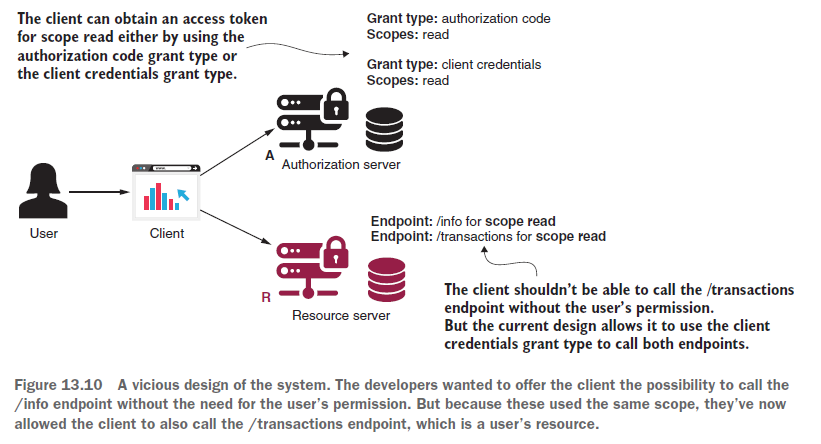 The client can obtain an access token
for scope read either by using the
authorization code grant type or
the client credentials grant type.
Grant type: authorization code
Scopes: read
Grant type: client credentials
Scopes: read
A
Authorization server
User
Client
Endpoint: /info for scope read
Endpoint: /transactions for scope read
R
Resource server
The client shouldn't be able to call the /transactions
endpoint without the user's permission.
But the current design allows it to use the client
credentials grant type to call both endpoints.
Figure 13.10 A vicious design of the system. The developers wanted to offer the client the possibility to call the
/info endpoint without the need for the user's permission. But because these used the same scope, they've now
allowed the client to also call the /transactions endpoint, which is a user's resource.